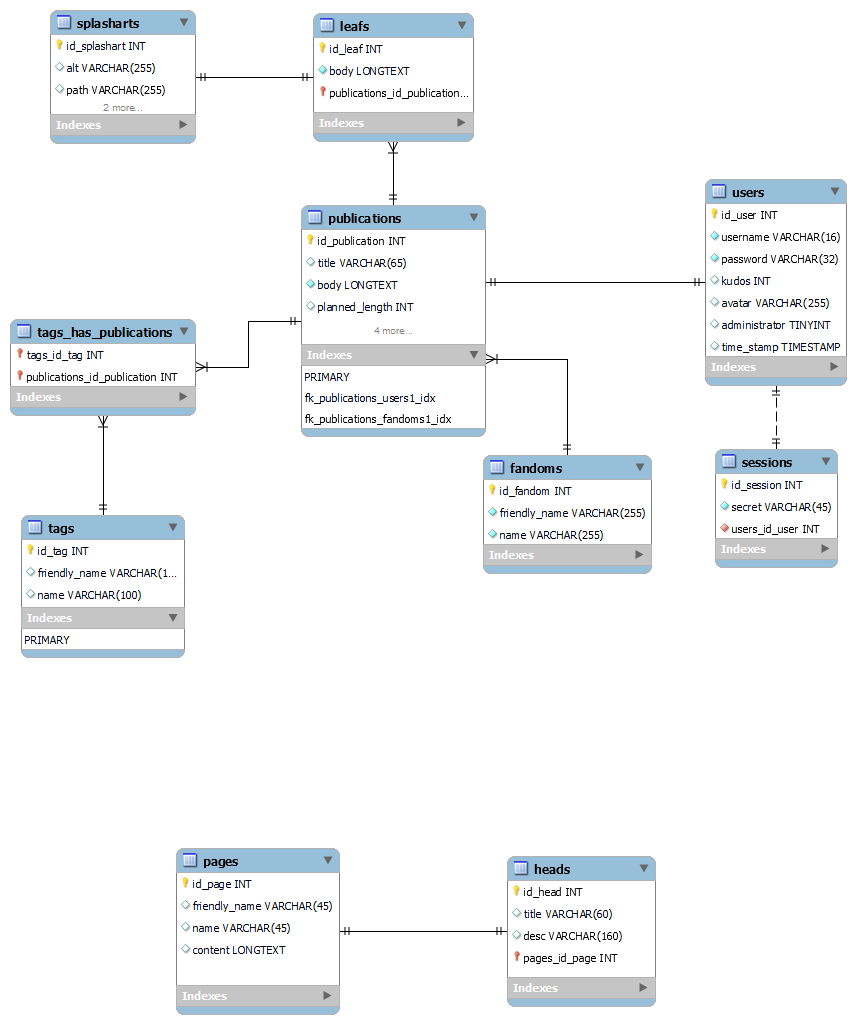 splasharts
id_splashart INT
alt VARCHAR(255)
path VARCHAR(255)
2 more...
Indexes
leafs
id_leaf INT
body LONGTEXT
publications_id_publication...
Indexes
publications
id_publication INT
title VARCHAR(65)
body LONGTEXT
planned_length INT
4 more...
Indexes
PRIMARY
fk_publications_users1_idx
fk_publications_fandoms1_idx
users
id_user INT
username VARCHAR(16)
password VARCHAR(32)
kudos INT
avatar VARCHAR(255)
administrator TINYINT
time_stamp TIMESTAMP
Indexes
tags_has_publications
tags_id_tag INT
publications_id_publication INT
Indexes
fandoms
id_fandom INT
friendly_name VARCHAR(255)
name VARCHAR(255)
Indexes
sessions
id_session INT
secret VARCHAR(45)
users_id_user INT
Indexes
tags
id_tag INT
friendly_name VARCHAR(1...
name VARCHAR(100)
Indexes
PRIMARY
pages
id_page INT
friendly_name VARCHAR(45)
name VARCHAR(45)
content LONGTEXT
Indexes
heads
id_head INT
title VARCHAR(60)
desc VARCHAR(160)
pages_id_page INT
Indexes